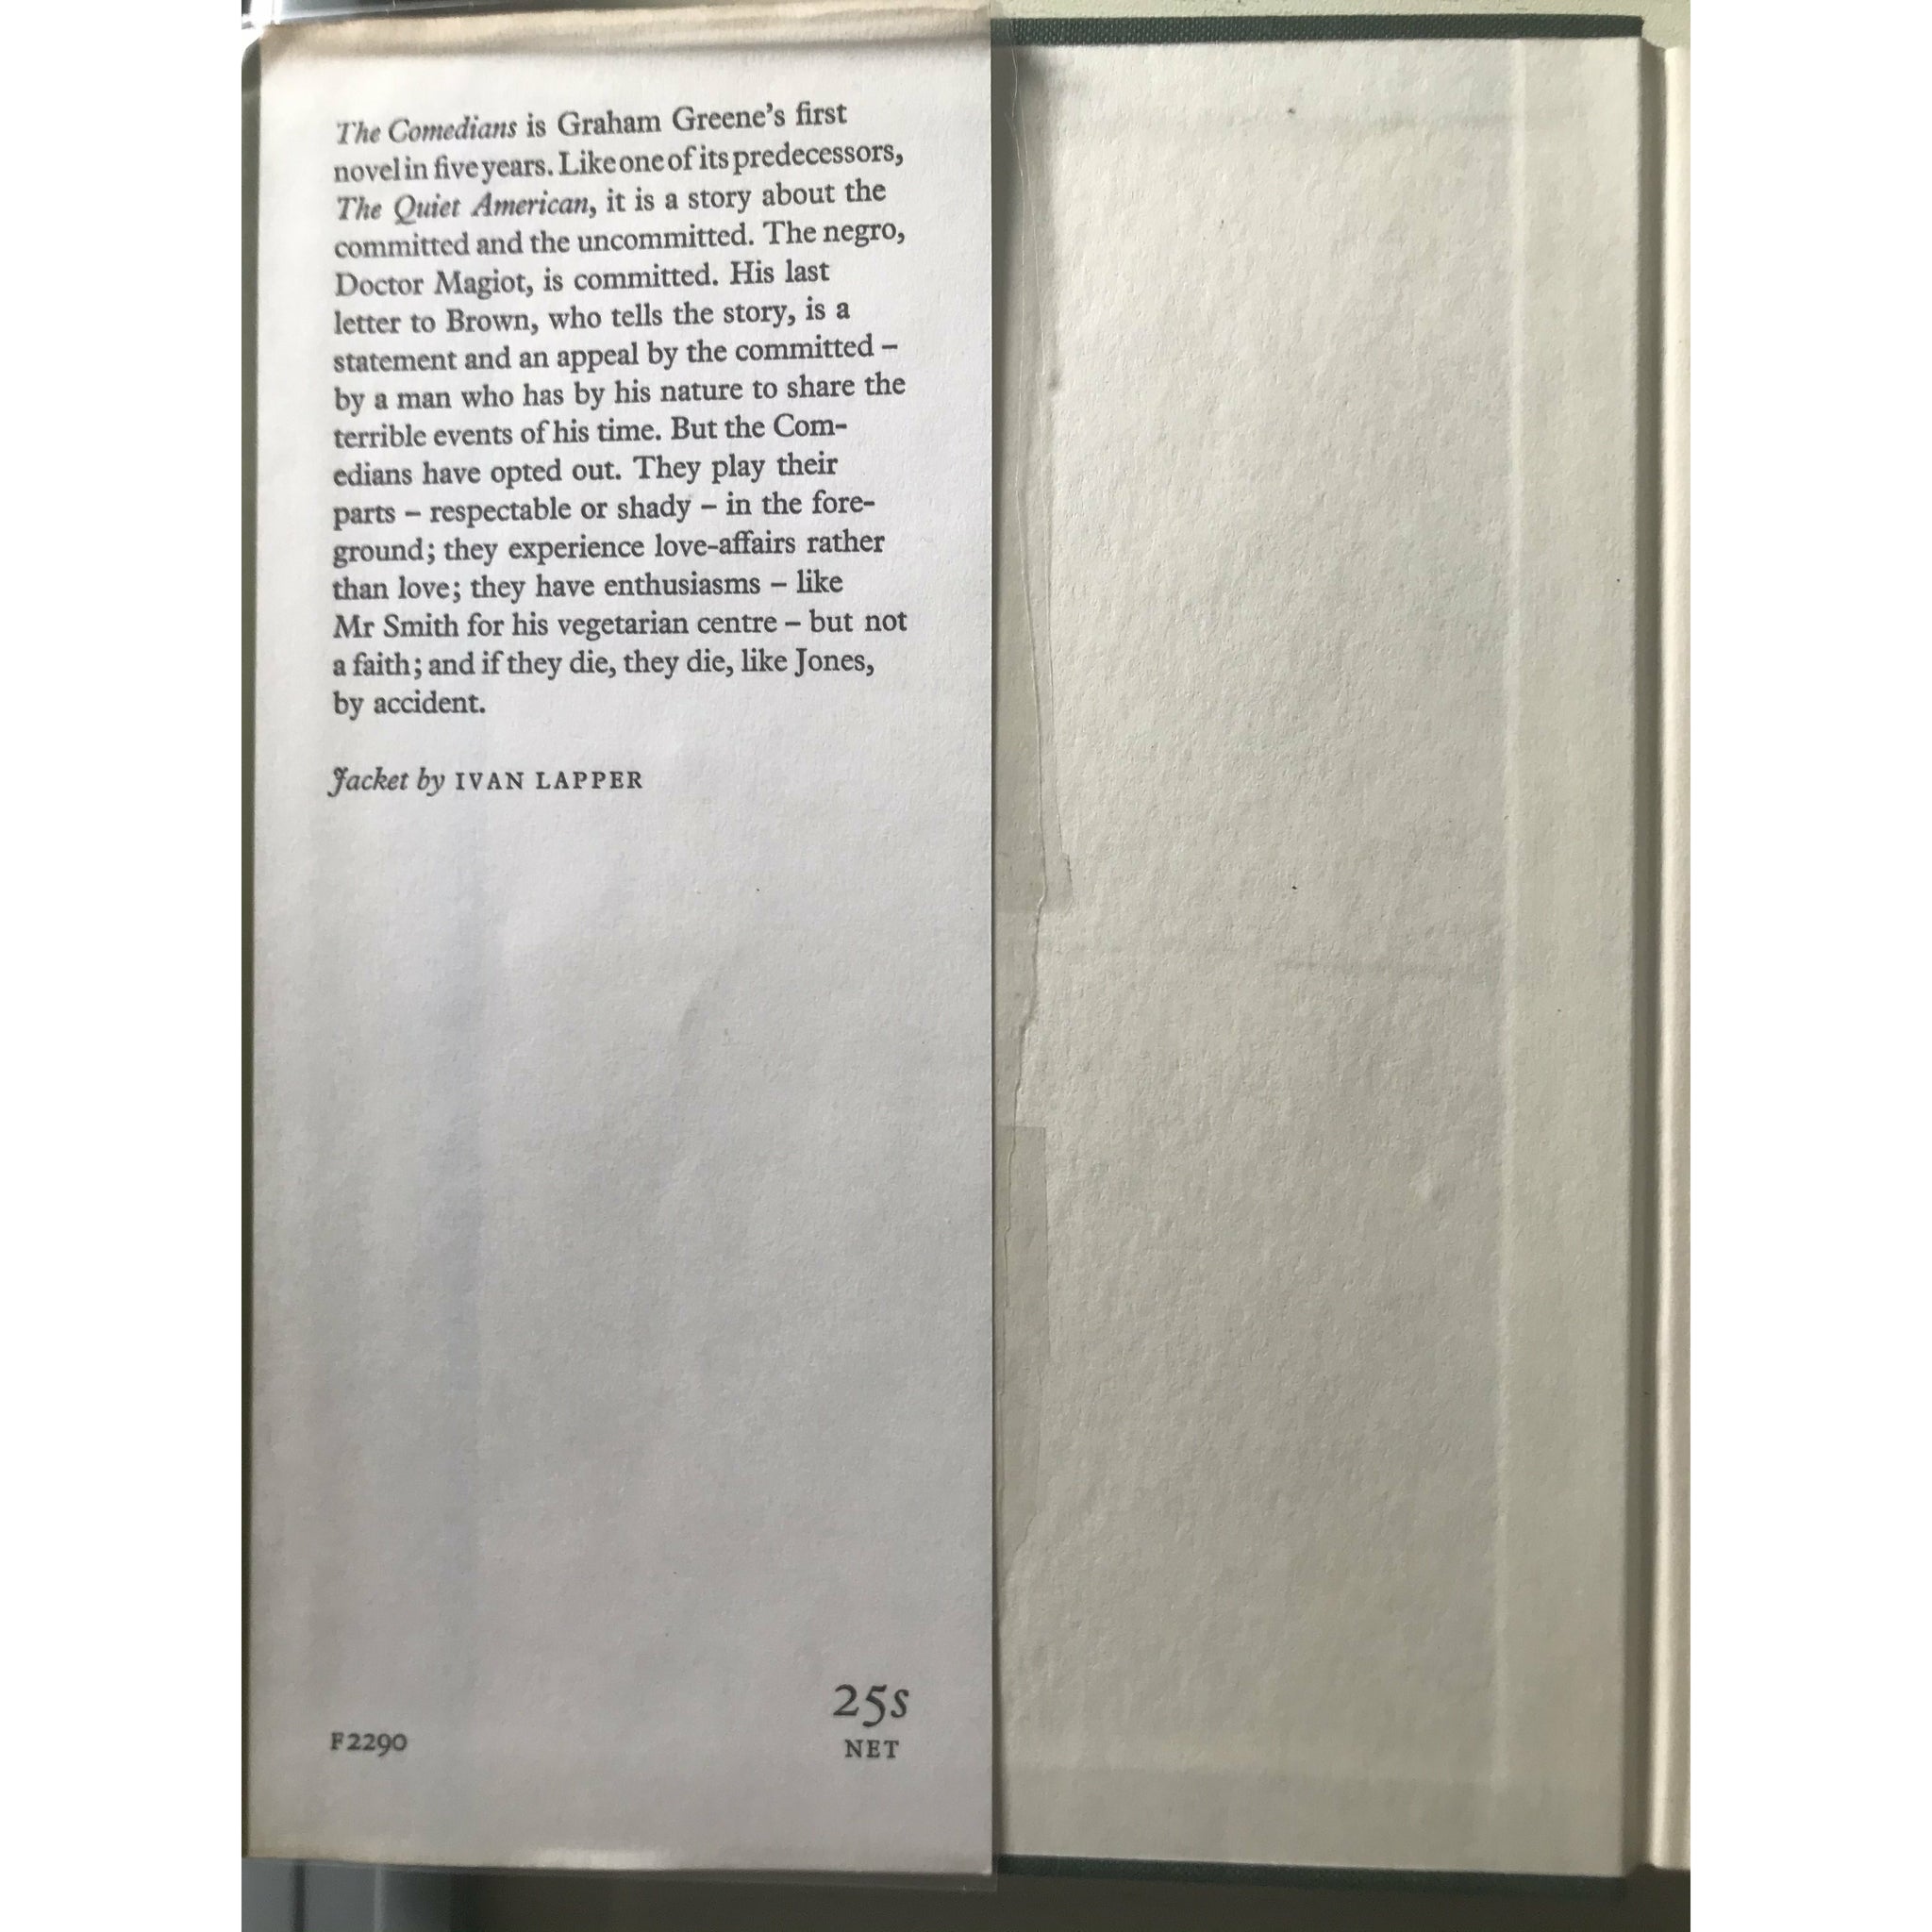 The Comedians is Graham Greene's first
novel in five years. Like one of its predecessors,
The Quiet American, it is a story about the
committed and the uncommitted. The negro,
Doctor Magiot, is committed. His last
letter to Brown, who tells the story, is a
statement and an appeal by the committed –
by a man who has by his nature to share the
terrible events of his time. But the Com-
edians have opted out. They play their
parts – respectable or shady – in the fore-
ground; they experience love-affairs rather
than love; they have enthusiasms – like
Mr Smith for his vegetarian centre – but not
a faith; and if they die, they die, like Jones,
by accident.
Jacket by IVAN LAPPER
25s
NET
F2290